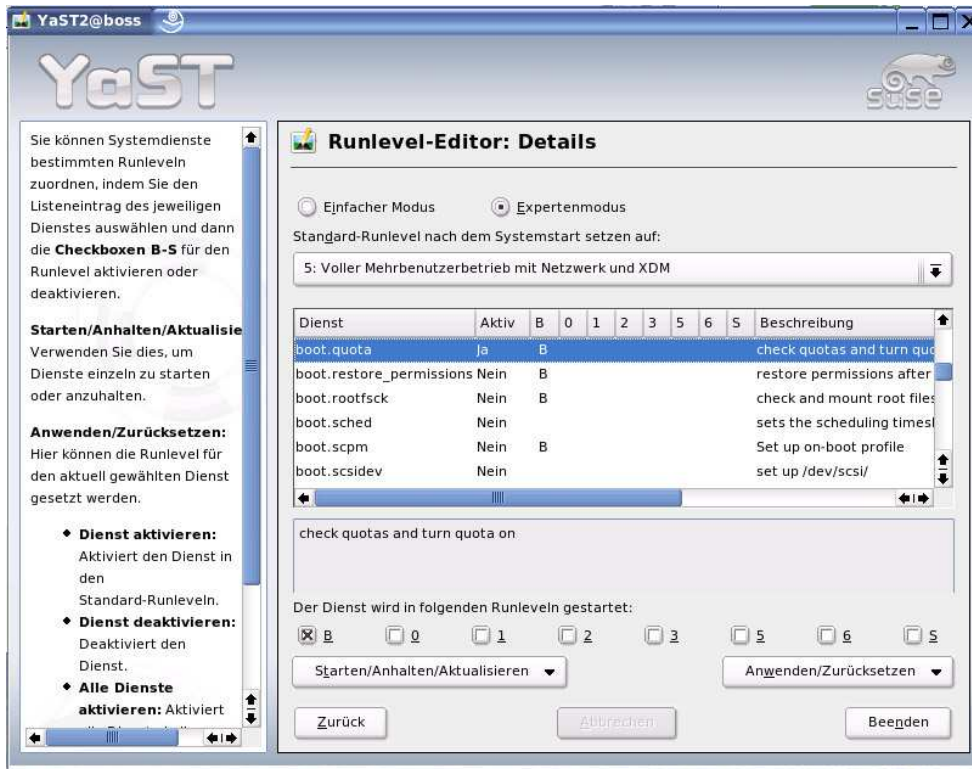 YaST2@boss
YaST
suse
Sie können Systemdienste
bestimmten Runleveln
zuordnen, indem Sie den
Listeneintrag des jeweiligen
Dienstes auswählen und dann
die Checkboxen B-S für den
Runlevel aktivieren oder
deaktivieren.
Starten/Anhalten/Aktualisie
Verwenden Sie dies, um
Dienste einzeln zu starten
oder anzuhalten.
Anwenden/Zurücksetzen:
Hier können die Runlevel für
den aktuell gewählten Dienst
gesetzt werden.
Dienst aktivieren:
Aktiviert den Dienst in
den
Standard-Runleveln.
Dienst deaktivieren:
Deaktiviert den
Dienst.
Alle Dienste
aktivieren: Aktiviert
Runlevel-Editor: Details
Einfacher Modus Expertenmodus
Standard-Runlevel nach dem Systemstart setzen auf:
5: Voller Mehrbenutzerbetrieb mit Netzwerk und XDM
Dienst Aktiv B 0 1 2 3 5 6 S Beschreibung
boot.quota Ja B check quotas and turn quo
boot.restore_permissions Nein B restore permissions after
boot.rootfsck Nein B check and mount root files
boot.sched Nein sets the scheduling timesl
boot.scpm Nein B Set up on-boot profile
boot.scsidev Nein set up /dev/scsi/
check quotas and turn quota on
Der Dienst wird in folgenden Runleveln gestartet:
B 0 1 2 3 5 6 S
Starten/Anhalten/Aktualisieren Anwenden/Zurücksetzen
Zurück Abbrechen Beenden